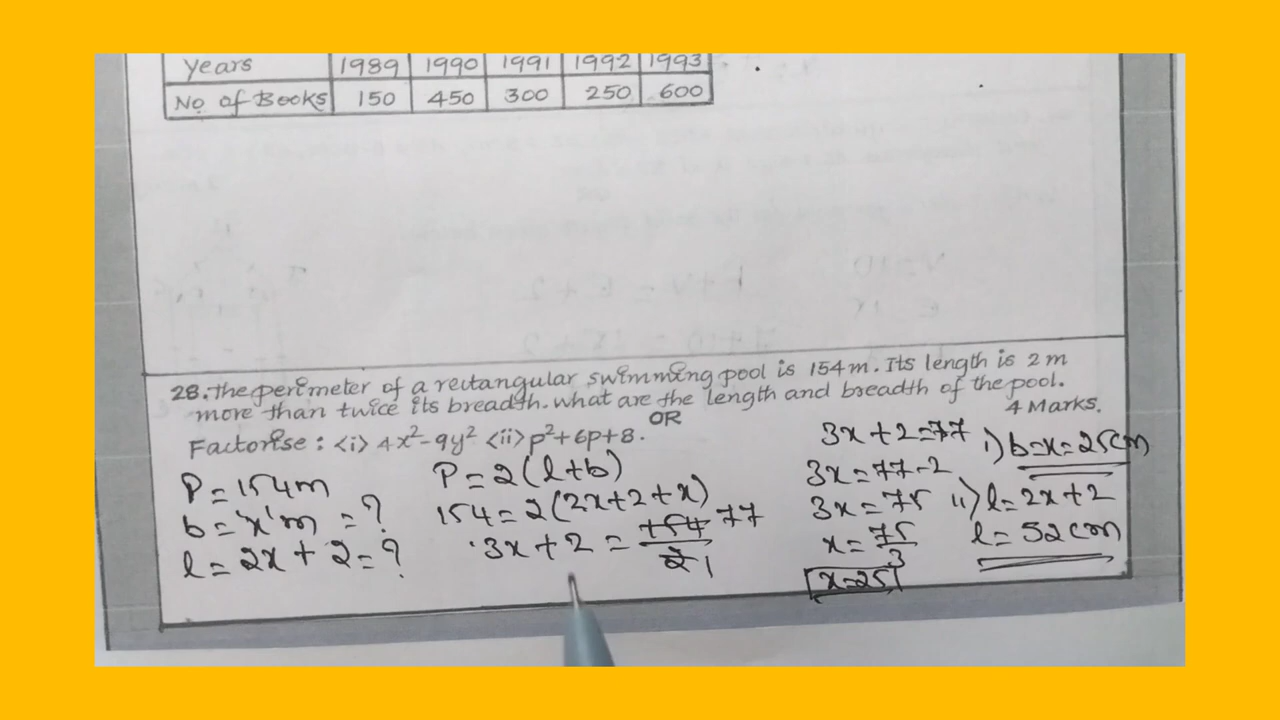 Years 1989 1990 1991 1992 1993
No of Books 150 450 300 250 600
28. The perimeter of a rectangular swimming pool is 154m. Its length is 2m
more than twice its breadth. what are the length and breadth of the pool.
OR
4 Marks.
Factorise: <i> 4x²-9y² <ii> p²+6p+8.
P = 154m
b = 'x'm = ?
l = 2x + 2 = ?
P = 2(l+b)
154 = 2(2x+2+x)
3x + 2 = 154/2 77 1
3x + 2 = 77
3x = 77-2
3x = 75
x = 75/3
x=25
i) b=x=25cm
ii) l=2x+2
l=52cm